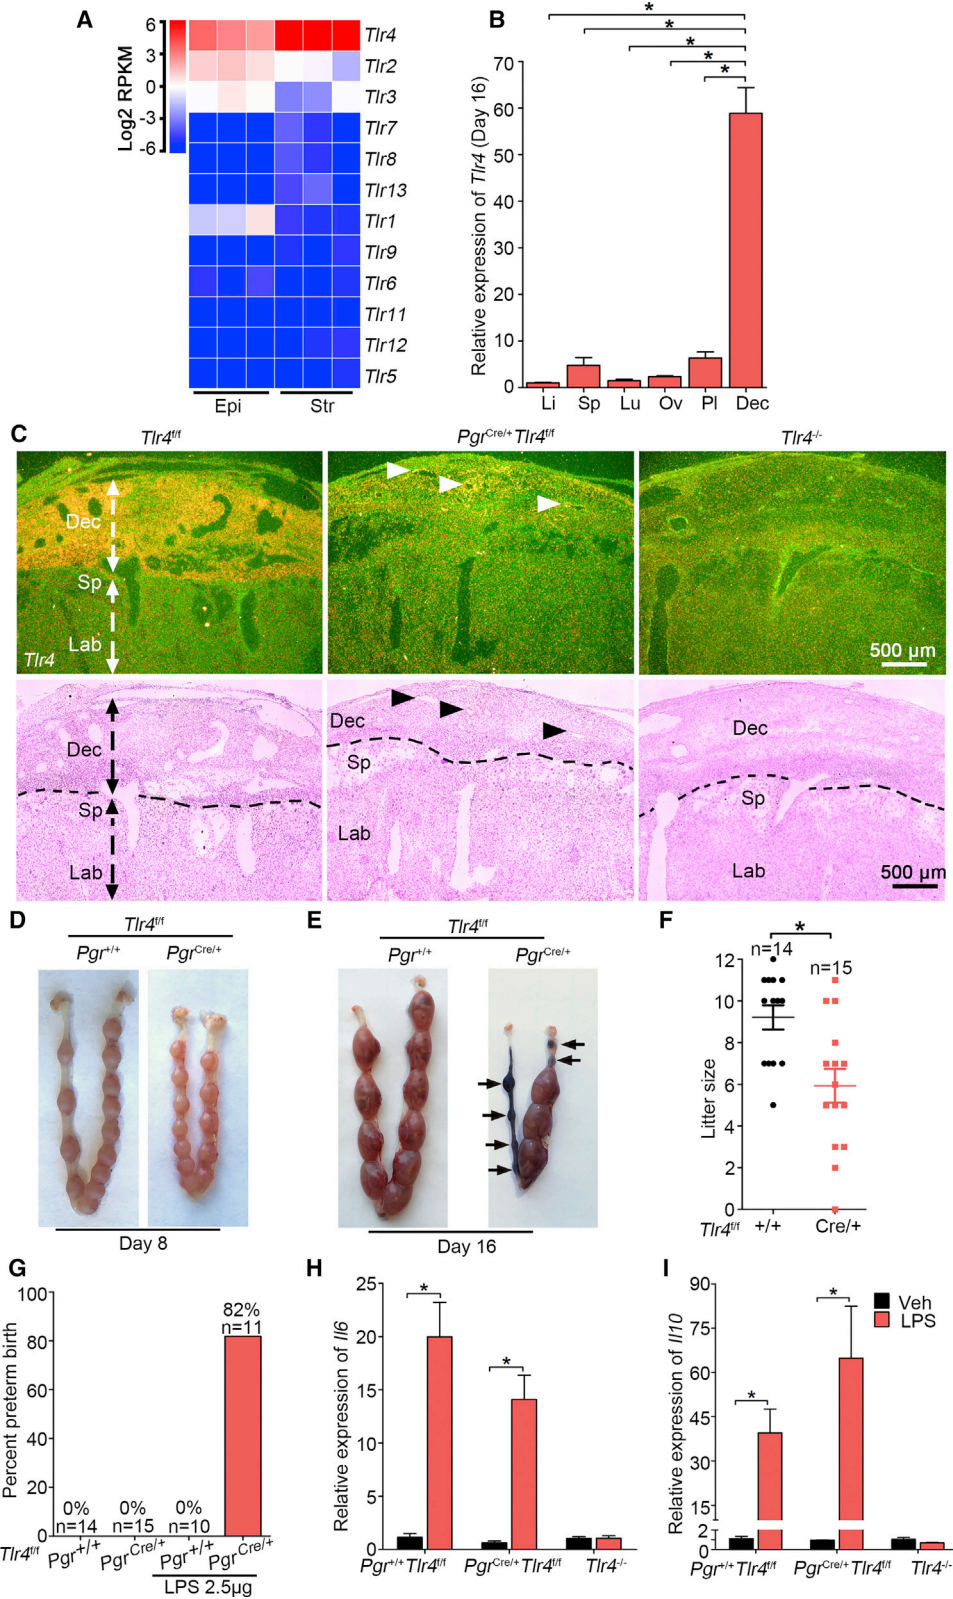 A
Log2 RPKM
6
3
0
-3
-6
Tlr4
Tlr2
Tlr3
Tlr7
Tlr8
Tlr13
Tlr1
Tlr9
Tlr6
Tlr11
Tlr12
Tlr5
Epi
Str
B
Relative expression of Tlr4 (Day 16)
70
60
50
40
30
20
10
0
*
*
*
*
*
Li
Sp
Lu
Ov
Pl
Dec
C
Tlr4f/f
PgrCre/+Tlr4f/f
Tlr4-/-
Dec
Sp
Lab
Tlr4
500 µm
Dec
Sp
Lab
Dec
Sp
Lab
Dec
Sp
Lab
500 µm
D
Tlr4f/f
Pgr+/+
PgrCre/+
Day 8
E
Tlr4f/f
Pgr+/+
PgrCre/+
Day 16
F
Litter size
12
10
8
6
4
2
0
*
n=14
n=15
Tlr4f/f
+/+
Cre/+
G
Percent preterm birth
100
80
60
40
20
0
0%
n=14
0%
n=15
0%
n=10
82%
n=11
Tlr4f/f
Pgr+/+
PgrCre/+
Pgr+/+
PgrCre/+
LPS 2.5µg
H
Relative expression of Il6
25
20
15
10
5
0
*
*
Pgr+/+Tlr4f/f
PgrCre/+Tlr4f/f
Tlr4-/-
I
Relative expression of Il10
90
75
60
45
30
15
2
0
*
*
Veh
LPS
Pgr+/+Tlr4f/f
PgrCre/+Tlr4f/f
Tlr4-/-